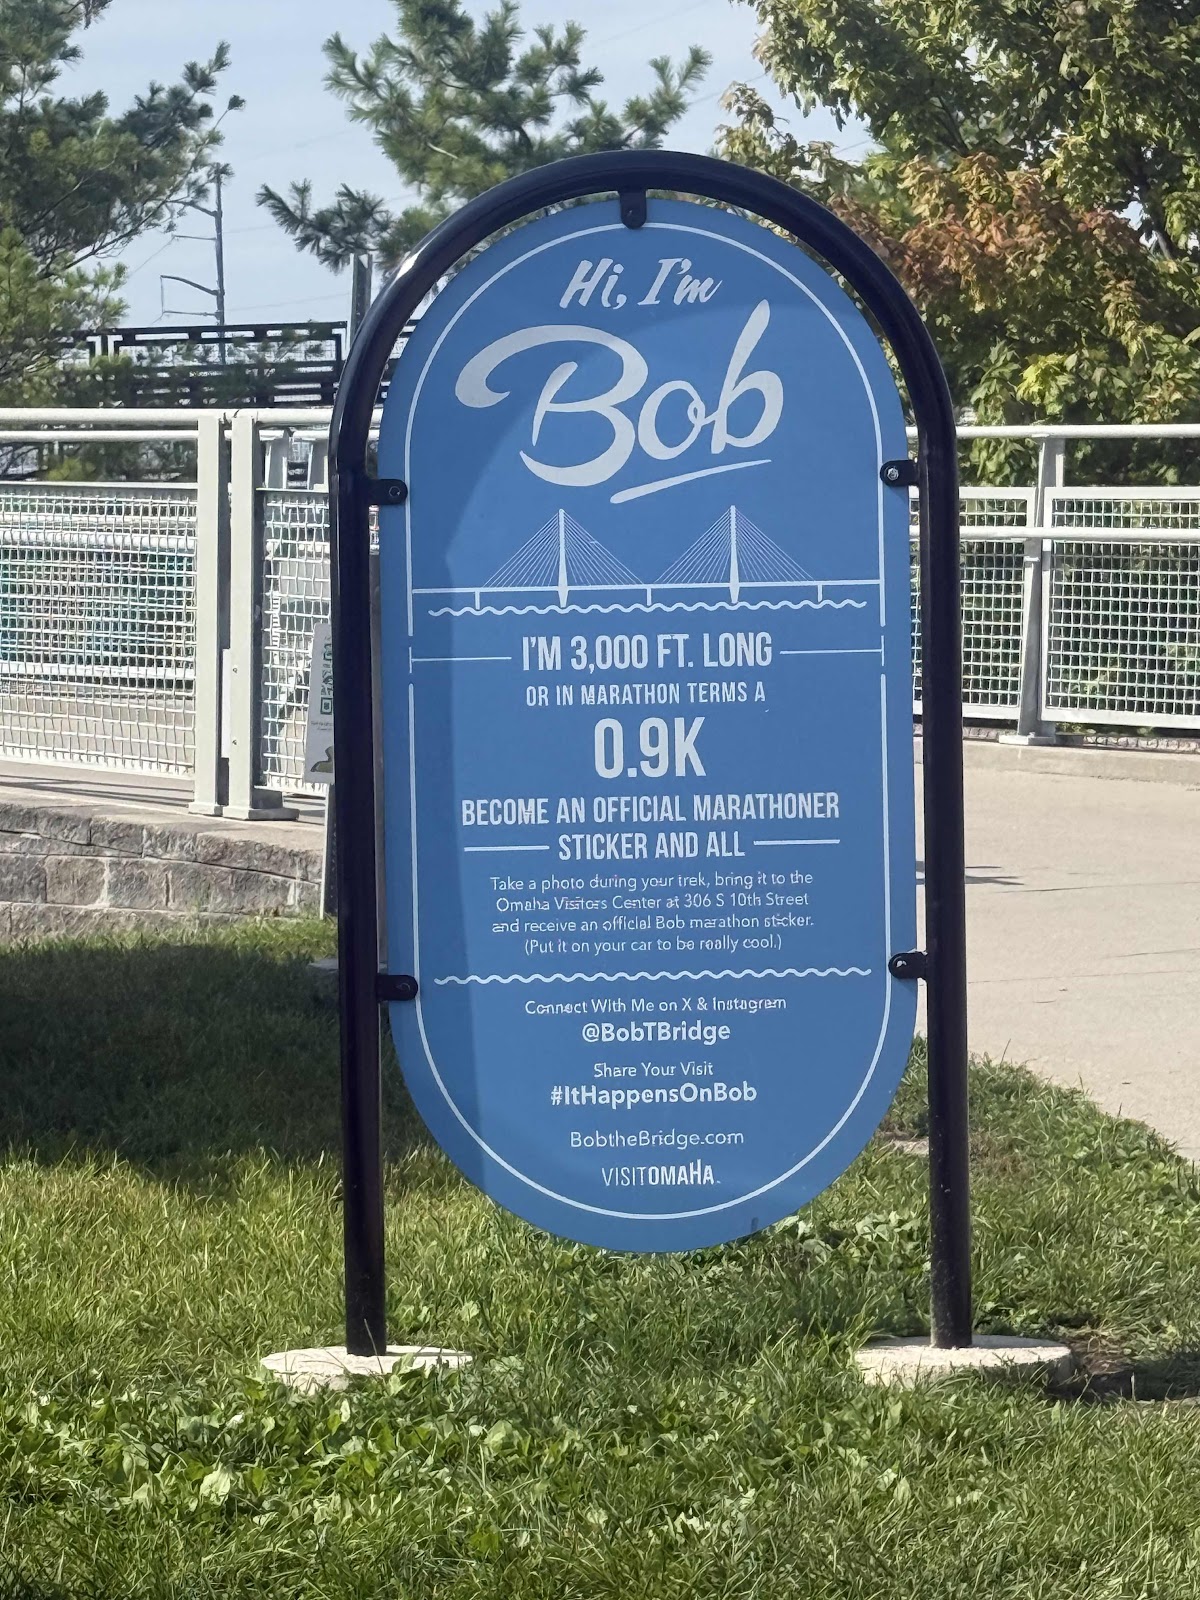 Hi, I'm
Bob
I'M 3,000 FT. LONG
OR IN MARATHON TERMS A
0.9K
BECOME AN OFFICIAL MARATHONER
STICKER AND ALL
Take a photo during your trek, bring it to the
Omaha Visitors Center at 306 S 10th Street
and receive an official Bob marathon sticker.
(Put it on your car to be really cool.)
Connect With Me on X & Instagram
@BobTBridge
Share Your Visit
#ItHappensOnBob
BobtheBridge.com
VISITOMAHA